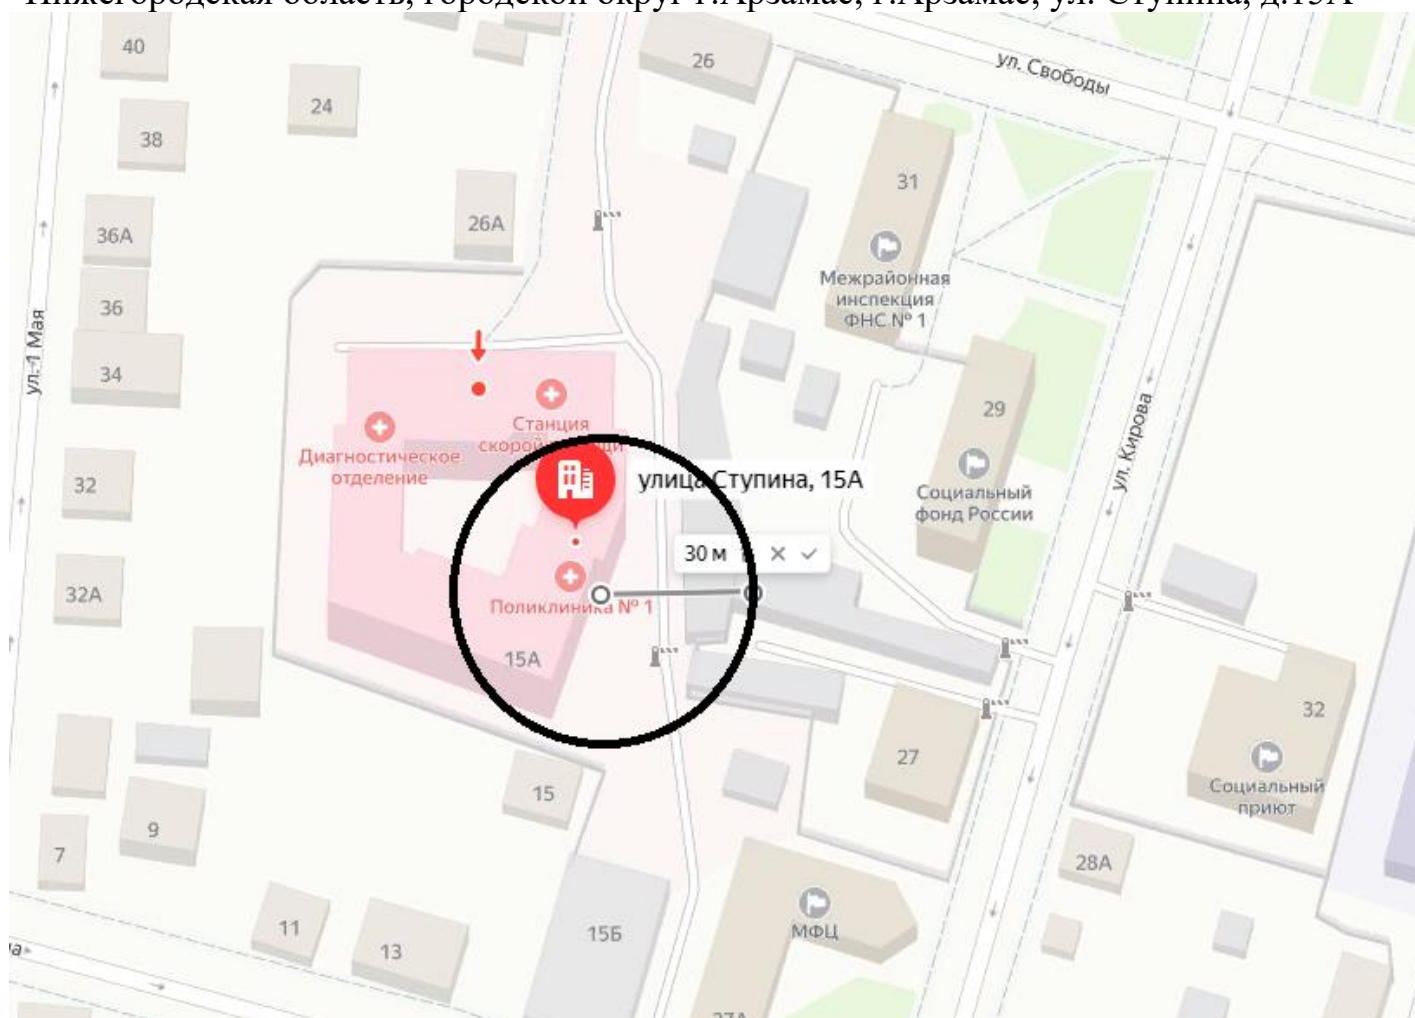 Нижегородская область, городской округ г.Арзамас, г.Арзамас, ул. Ступина, д.15А
40
26
ул. Свободы
24
38
31
26А
36А
Межрайонная
инспекция
ФНС № 1
36
ул. 1 Мая
34
29
ул. Кирова
Станция
скорой
Диагностическое
отделение
улица Ступина, 15А
32
Социальный
фонд России
30 м
32А
Поликлиника № 1
15А
32
27
Социальный
приют
15
9
7
28А
11
13
15Б
МФЦ
27А